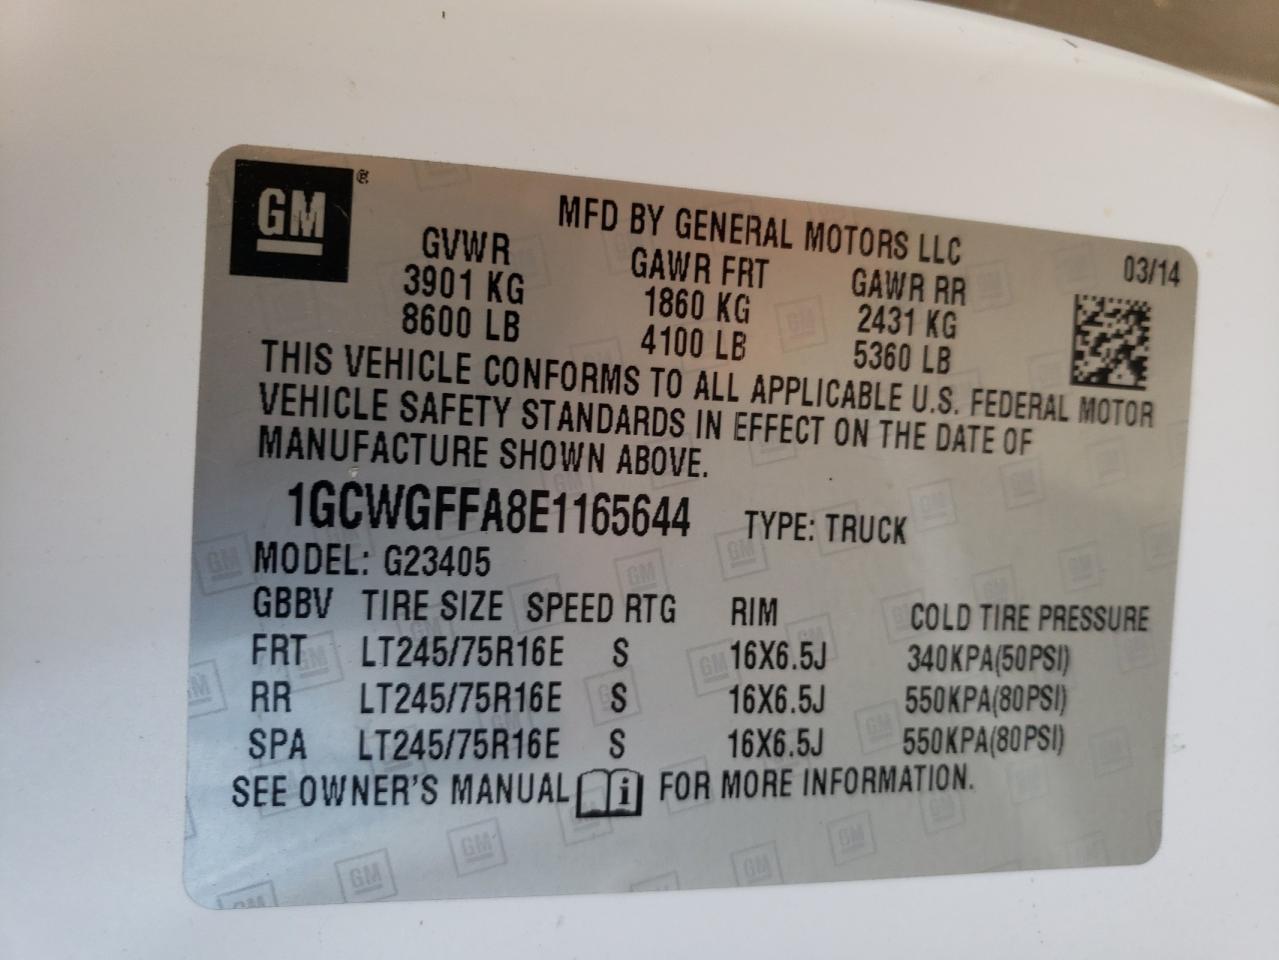 GM®
MFD BY GENERAL MOTORS LLC
03/14
GVWR GAWR FRT GAWR RR
3901 KG 1860 KG 2431 KG
8600 LB 4100 LB 5360 LB
THIS VEHICLE CONFORMS TO ALL APPLICABLE U.S. FEDERAL MOTOR
VEHICLE SAFETY STANDARDS IN EFFECT ON THE DATE OF
MANUFACTURE SHOWN ABOVE.
1GCWGFFA8E1165644 TYPE: TRUCK
MODEL: G23405
GBBV TIRE SIZE SPEED RTG RIM COLD TIRE PRESSURE
FRT LT245/75R16E S 16X6.5J 340KPA(50PSI)
RR LT245/75R16E S 16X6.5J 550KPA(80PSI)
SPA LT245/75R16E S 16X6.5J 550KPA(80PSI)
SEE OWNER'S MANUAL i FOR MORE INFORMATION.